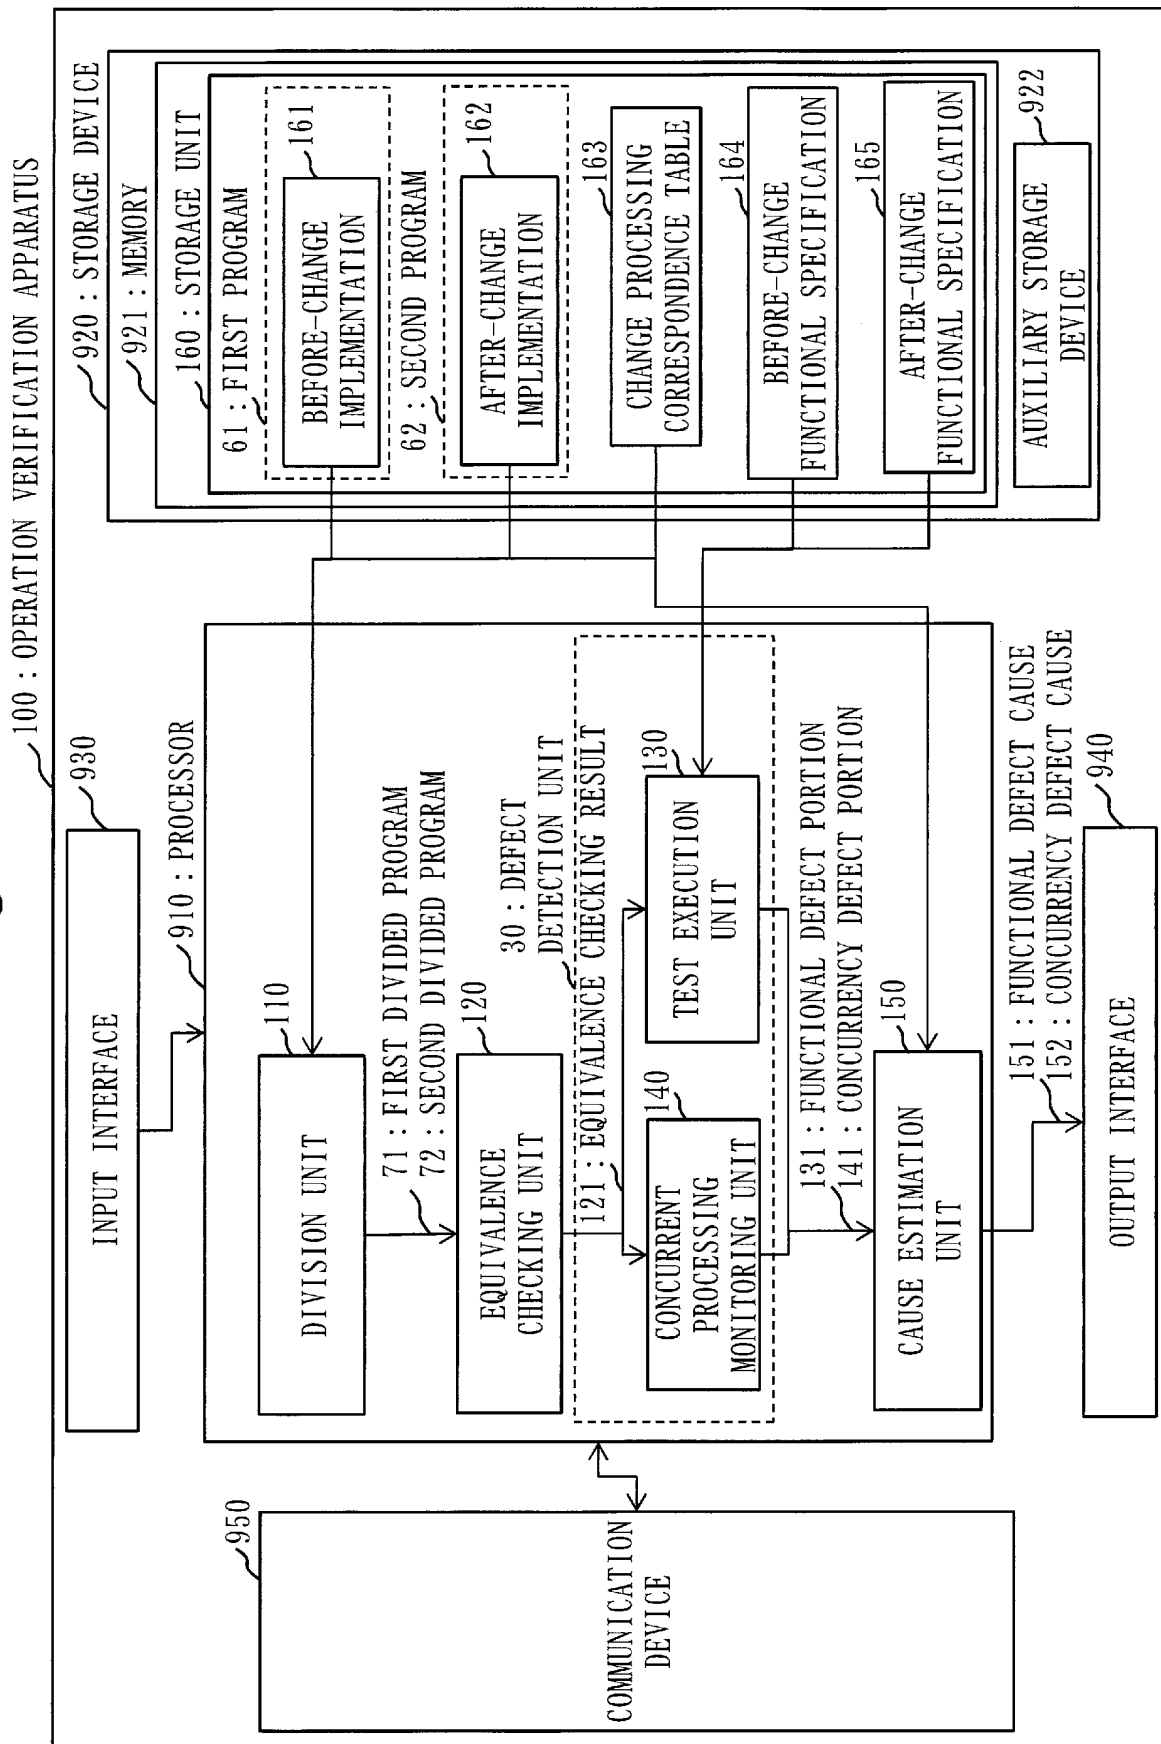 100 : OPERATION VERIFICATION APPARATUS
930
INPUT INTERFACE
910 : PROCESSOR
110
DIVISION UNIT
71 : FIRST DIVIDED PROGRAM
72 : SECOND DIVIDED PROGRAM
120
EQUIVALENCE
CHECKING UNIT
121 : EQUIVALENCE CHECKING RESULT
30 : DEFECT
DETECTION UNIT
140
CONCURRENT
PROCESSING
MONITORING UNIT
130
TEST EXECUTION
UNIT
131 : FUNCTIONAL DEFECT PORTION
141 : CONCURRENCY DEFECT PORTION
150
CAUSE ESTIMATION
UNIT
151 : FUNCTIONAL DEFECT CAUSE
152 : CONCURRENCY DEFECT CAUSE
940
OUTPUT INTERFACE
950
COMMUNICATION
DEVICE
920 : STORAGE DEVICE
921 : MEMORY
160 : STORAGE UNIT
61 : FIRST PROGRAM
161
BEFORE-CHANGE
IMPLEMENTATION
62 : SECOND PROGRAM
162
AFTER-CHANGE
IMPLEMENTATION
163
CHANGE PROCESSING
CORRESPONDENCE TABLE
164
BEFORE-CHANGE
FUNCTIONAL SPECIFICATION
165
AFTER-CHANGE
FUNCTIONAL SPECIFICATION
922
AUXILIARY STORAGE
DEVICE